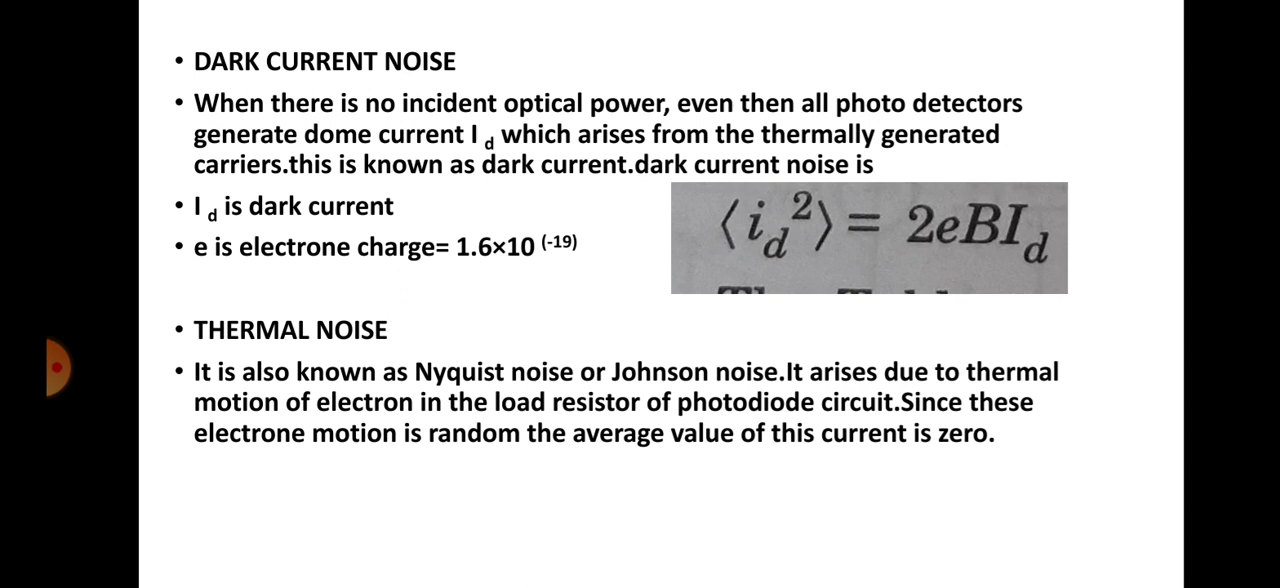 • DARK CURRENT NOISE
• When there is no incident optical power, even then all photo detectors
generate dome current I d which arises from the thermally generated
carriers.this is known as dark current.dark current noise is
• I d is dark current
⟨i_d²⟩ = 2eBI_d
• e is electrone charge= 1.6×10 (-19)
• THERMAL NOISE
• It is also known as Nyquist noise or Johnson noise.It arises due to thermal
motion of electron in the load resistor of photodiode circuit.Since these
electrone motion is random the average value of this current is zero.